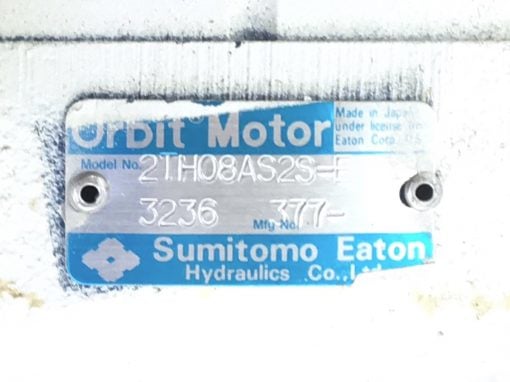 Orbit Motor
Made in Japan
under license
Eaton Corp. U.S.
Model No. 2TH08AS2S-
3236 Mfg No. 377-
Sumitomo Eaton
Hydraulics Co.,Ltd